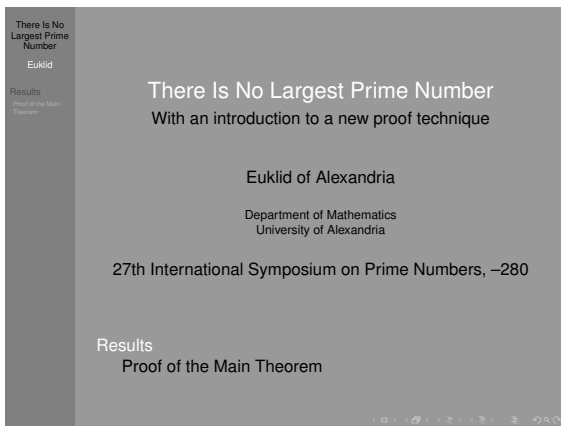 There Is No
Largest Prime
Number
Euklid
Results
Proof of the Main
Theorem
There Is No Largest Prime Number
With an introduction to a new proof technique
Euklid of Alexandria
Department of Mathematics
University of Alexandria
27th International Symposium on Prime Numbers, –280
Results
Proof of the Main Theorem